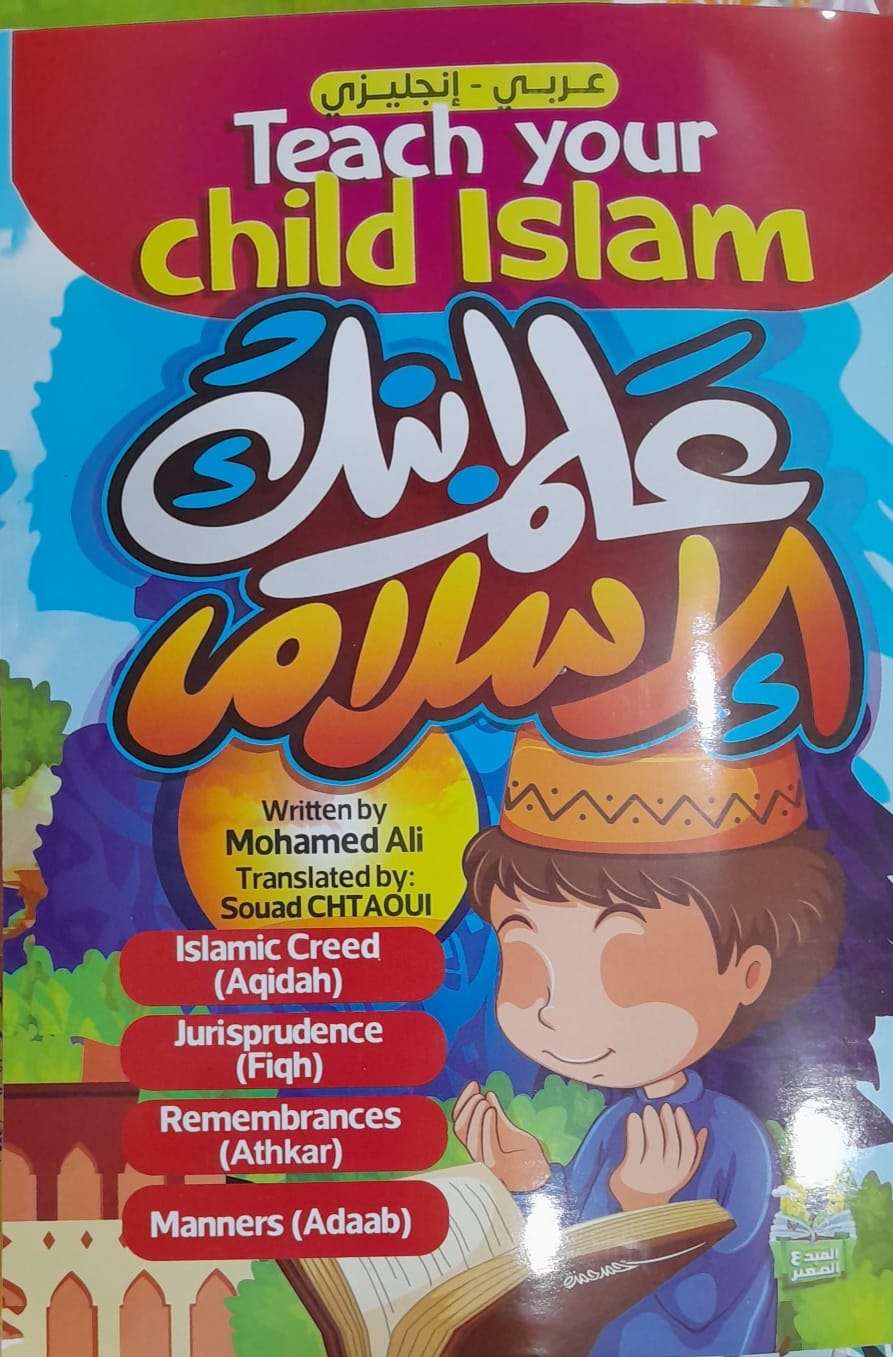 عربي - إنجليزي
Teach your
child Islam
علم ابنك
الإسلام
Written by
Mohamed Ali
Translated by:
Souad CHTAOUI
Islamic Creed
(Aqidah)
Jurisprudence
(Fiqh)
Remembrances
(Athkar)
Manners (Adaab)
المبدع
الصغير